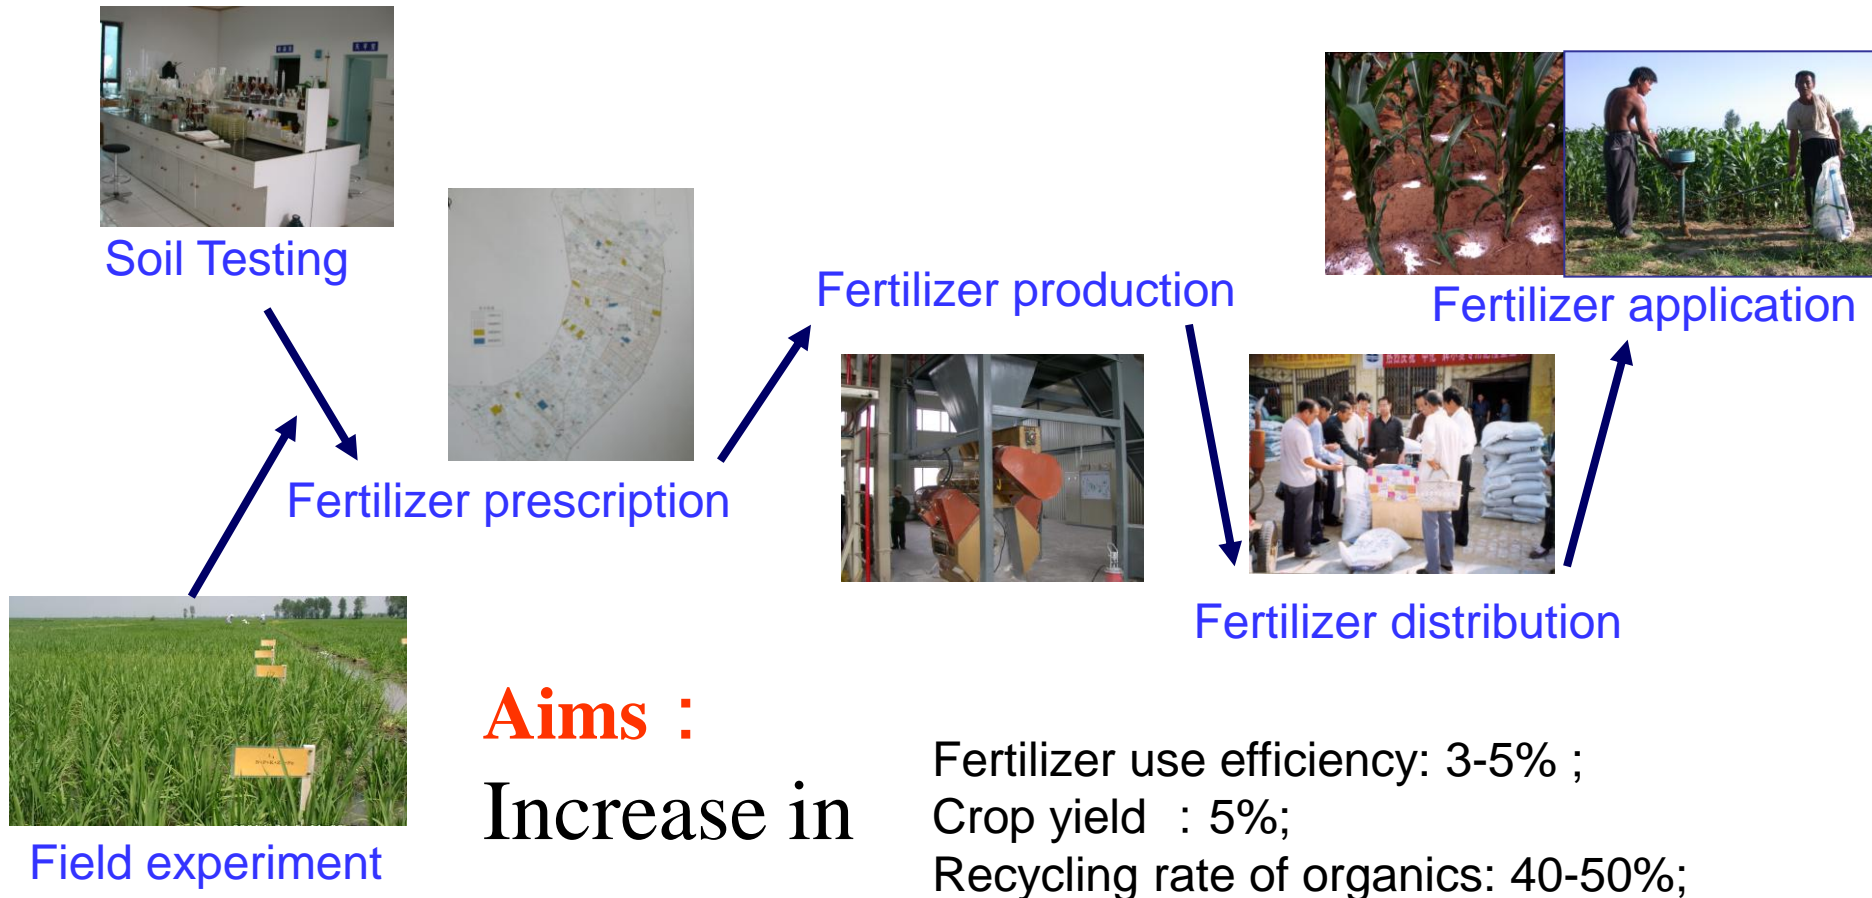 Soil Testing
Fertilizer production
Fertilizer application
Fertilizer prescription
Fertilizer distribution
Field experiment
Aims：
Increase in
Fertilizer use efficiency: 3-5% ;
Crop yield : 5%;
Recycling rate of organics: 40-50%;